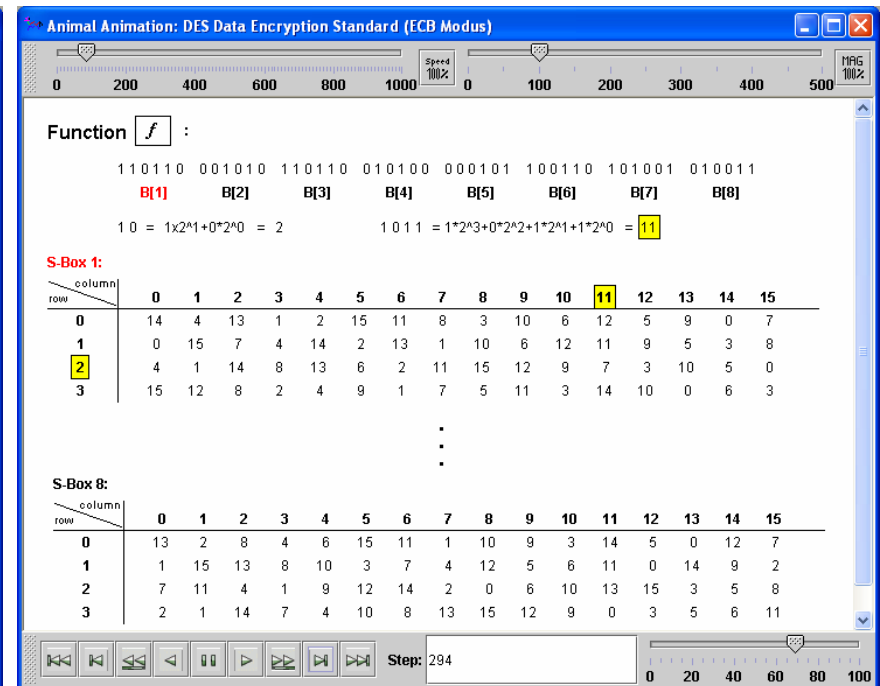 Animal Animation: DES Data Encryption Standard (ECB Modus)
0 200 400 600 800 1000 Speed 100% 0 100 200 300 400 500 MAG 100%
Function f :
110110 001010 110110 010100 000101 100110 101001 010011
B[1] B[2] B[3] B[4] B[5] B[6] B[7] B[8]
1 0 = 1x2^1+0*2^0 = 2 1 0 1 1 = 1*2^3+0*2^2+1*2^1+1*2^0 = 11
S-Box 1:
column
row 0 1 2 3 4 5 6 7 8 9 10 11 12 13 14 15
0 14 4 13 1 2 15 11 8 3 10 6 12 5 9 0 7
1 0 15 7 4 14 2 13 1 10 6 12 11 9 5 3 8
2 4 1 14 8 13 6 2 11 15 12 9 7 3 10 5 0
3 15 12 8 2 4 9 1 7 5 11 3 14 10 0 6 3
S-Box 8:
column
row 0 1 2 3 4 5 6 7 8 9 10 11 12 13 14 15
0 13 2 8 4 6 15 11 1 10 9 3 14 5 0 12 7
1 1 15 13 8 10 3 7 4 12 5 6 11 0 14 9 2
2 7 11 4 1 9 12 14 2 0 6 10 13 15 3 5 8
3 2 1 14 7 4 10 8 13 15 12 9 0 3 5 6 11
Step: 294 0 20 40 60 80 100